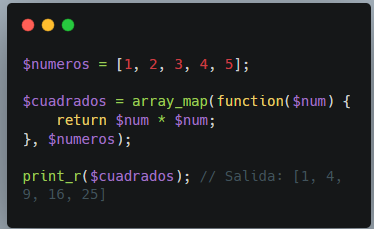 $numeros = [1, 2, 3, 4, 5];
$cuadrados = array_map(function($num) {
    return $num * $num;
}, $numeros);
print_r($cuadrados); // Salida: [1, 4,
9, 16, 25]